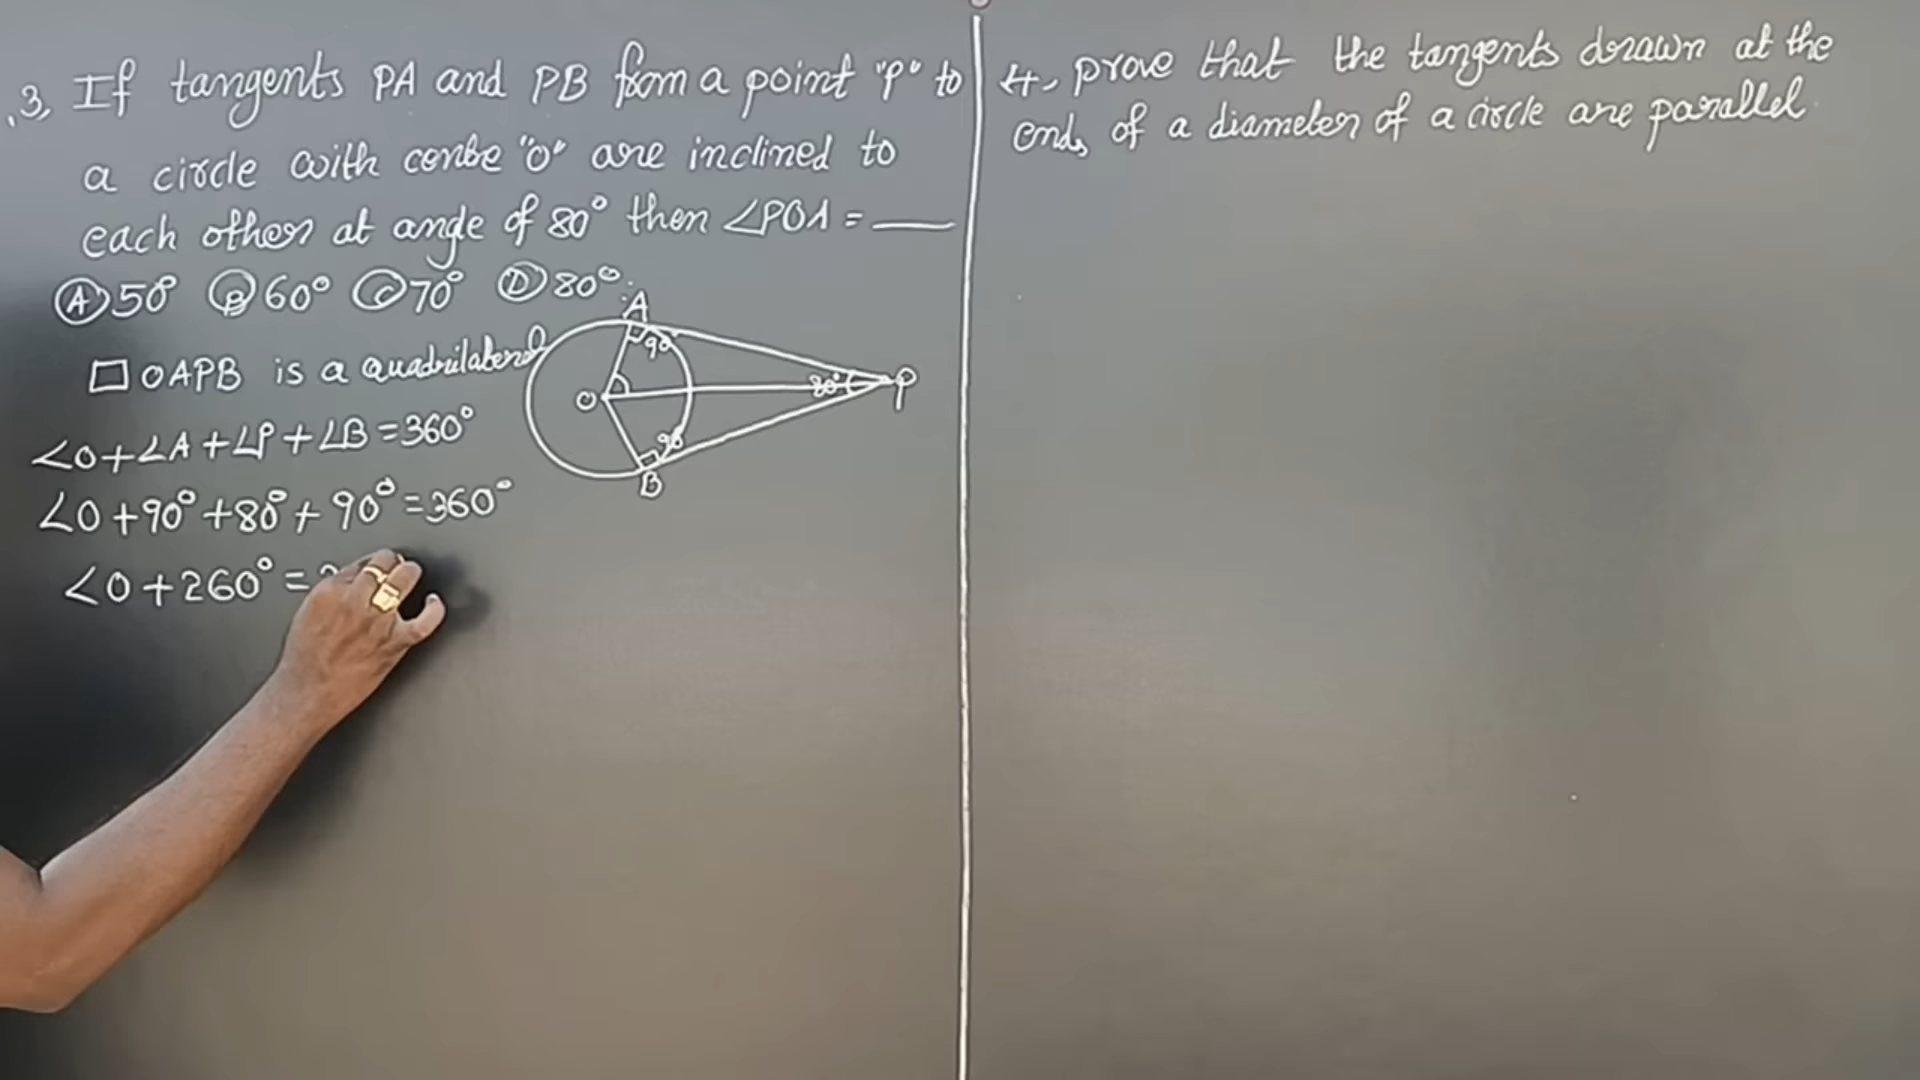 3, If tangents PA and PB from a point "P" to
a circle with centre "O" are inclined to
each other at angle of 80° then ∠POA = ____
Ⓐ 50° Ⓑ 60° Ⓒ 70° Ⓓ 80°
□ OAPB is a quadrilateral
∠O+∠A+∠P+∠B=360°
∠O+90°+80°+90°=360°
∠O+260°=
A
90
O
80°
P
90
B
4. prove that the tangents drawn at the
ends of a diameter of a circle are parallel